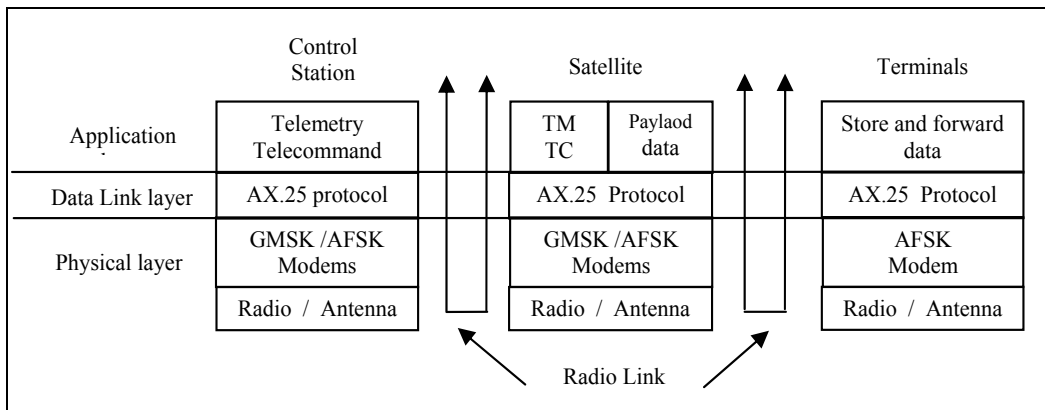 Control
Station
Satellite
Terminals
Application
Telemetry
Telecommand
TM
TC
Paylaod
data
Store and forward
data
Data Link layer
AX.25 protocol
AX.25 Protocol
AX.25 Protocol
Physical layer
GMSK /AFSK
Modems
GMSK /AFSK
Modems
AFSK
Modem
Radio / Antenna
Radio / Antenna
Radio / Antenna
Radio Link